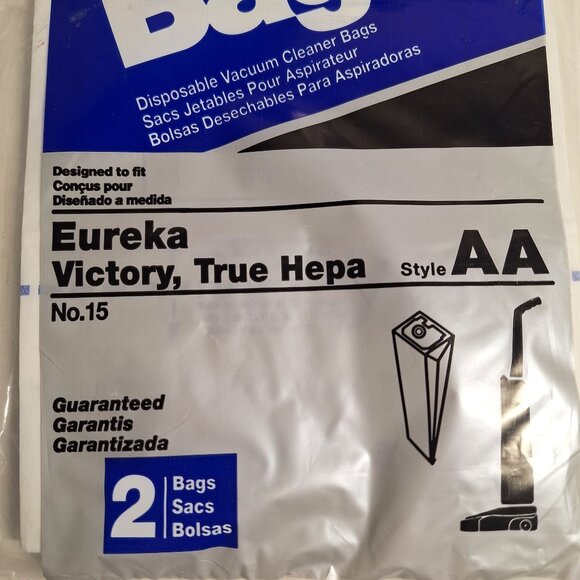 Bag
Disposable Vacuum Cleaner Bags
Sacs Jetables Pour Aspirateur
Bolsas Desechables Para Aspiradoras
Designed to fit
Conçus pour
Diseñado a medida
Eureka
Victory, True Hepa Style AA
No.15
Guaranteed
Garantis
Garantizada
2 Bags
Sacs
Bolsas